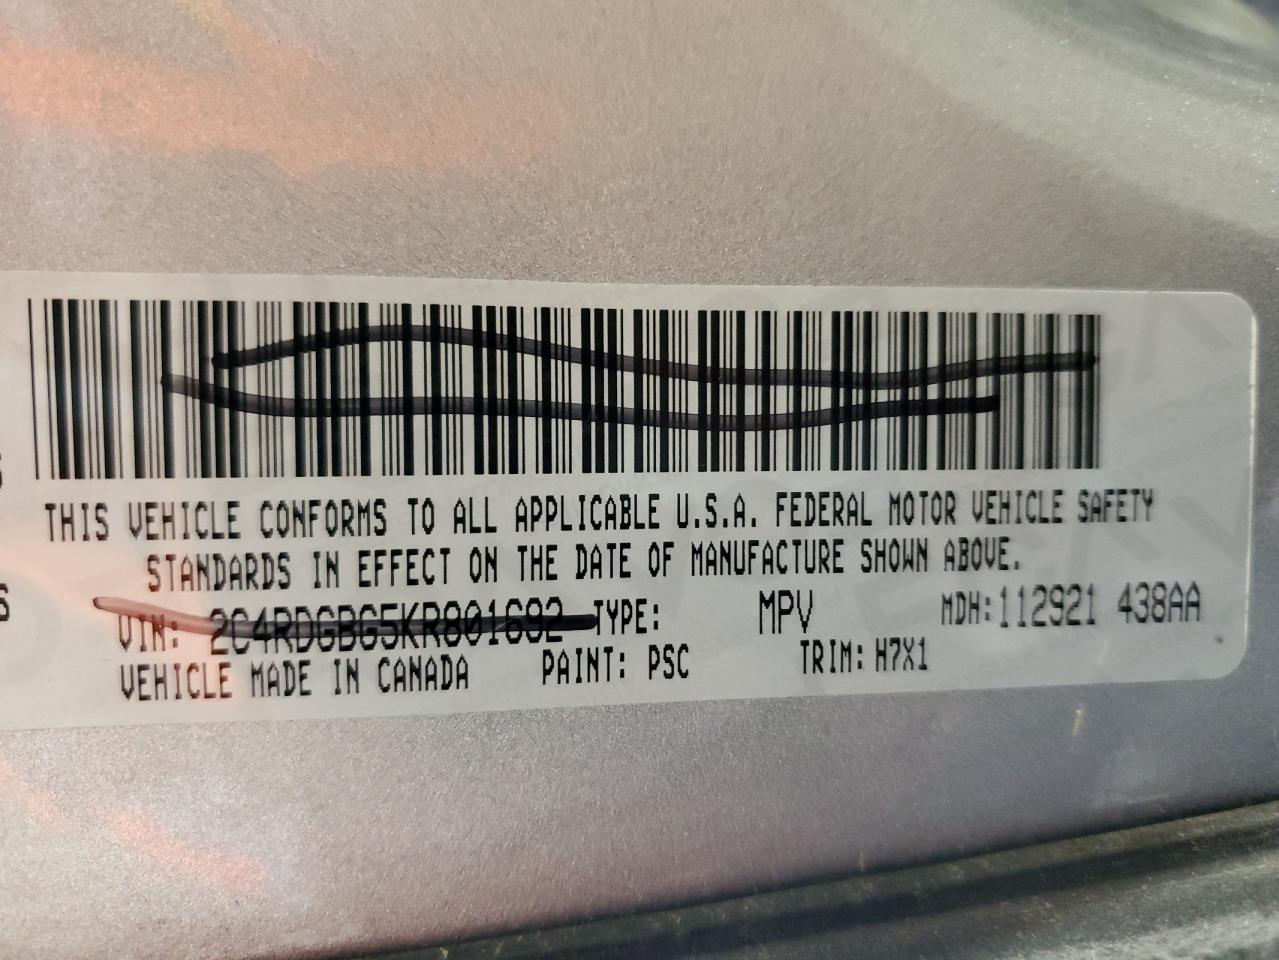 THIS VEHICLE CONFORMS TO ALL APPLICABLE U.S.A. FEDERAL MOTOR VEHICLE SAFETY
STANDARDS IN EFFECT ON THE DATE OF MANUFACTURE SHOWN ABOVE.
VIN: 2C4RDGBG5KR801692 TYPE: MPV MDH: 112921 438AA
VEHICLE MADE IN CANADA PAINT: PSC TRIM: H7X1